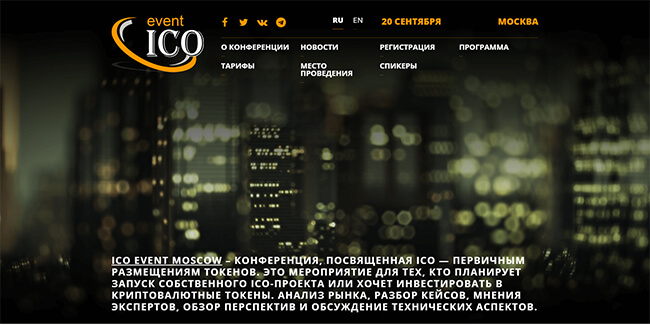 event
ICO
RU EN
20 СЕНТЯБРЯ
МОСКВА
О КОНФЕРЕНЦИИ НОВОСТИ РЕГИСТРАЦИЯ ПРОГРАММА
ТАРИФЫ МЕСТО ПРОВЕДЕНИЯ СПИКЕРЫ
ICO EVENT MOSCOW – КОНФЕРЕНЦИЯ, ПОСВЯЩЕННАЯ ICO — ПЕРВИЧНЫМ
РАЗМЕЩЕНИЯМ ТОКЕНОВ. ЭТО МЕРОПРИЯТИЕ ДЛЯ ТЕХ, КТО ПЛАНИРУЕТ
ЗАПУСК СОБСТВЕННОГО ICO-ПРОЕКТА ИЛИ ХОЧЕТ ИНВЕСТИРОВАТЬ В
КРИПТОВАЛЮТНЫЕ ТОКЕНЫ. АНАЛИЗ РЫНКА, РАЗБОР КЕЙСОВ, МНЕНИЯ
ЭКСПЕРТОВ, ОБЗОР ПЕРСПЕКТИВ И ОБСУЖДЕНИЕ ТЕХНИЧЕСКИХ АСПЕКТОВ.